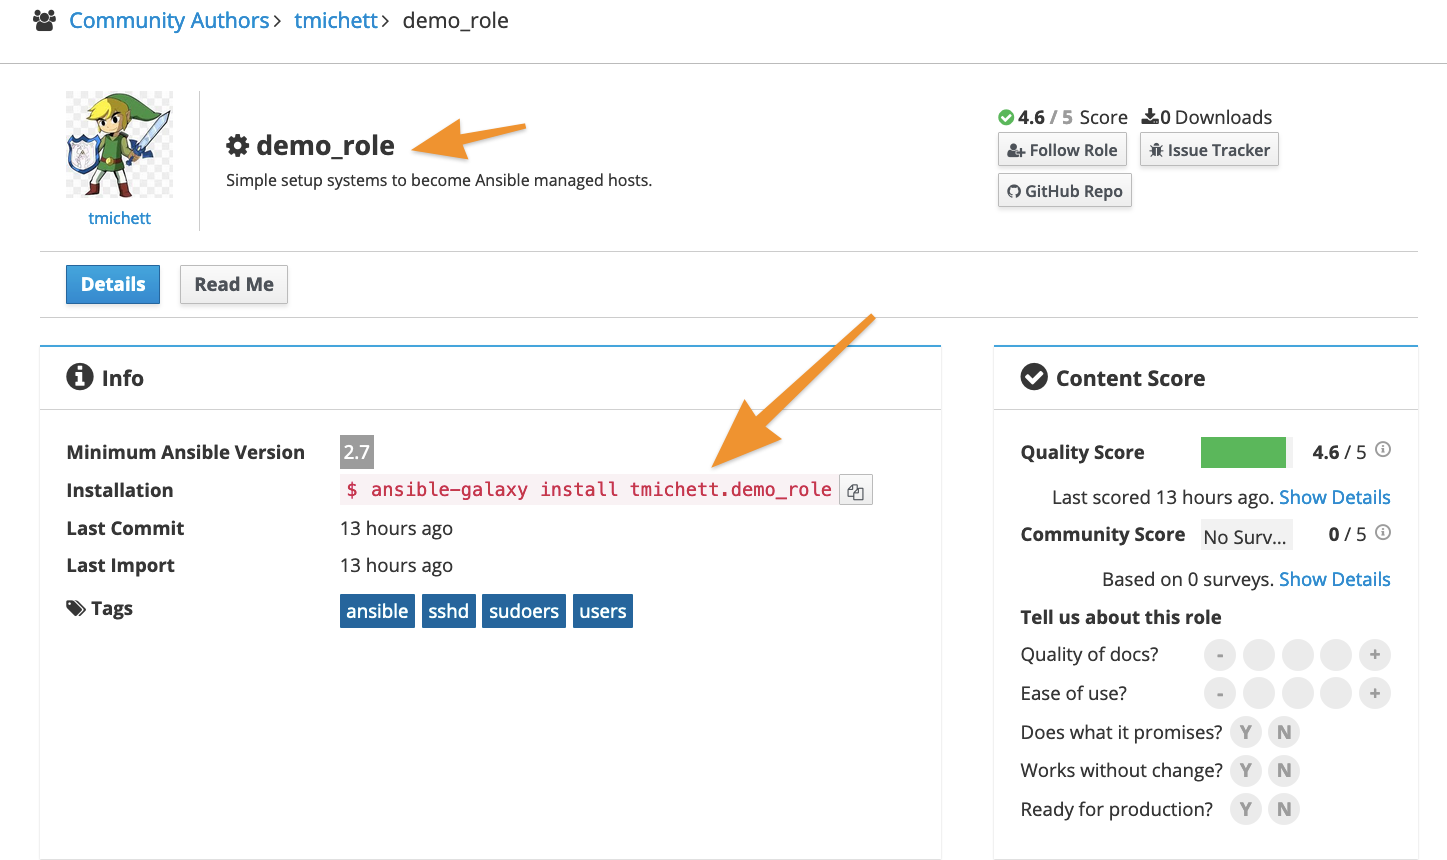 Community Authors > tmichett > demo_role
demo_role
Simple setup systems to become Ansible managed hosts.
tmichett
4.6 / 5 Score 0 Downloads
Follow Role Issue Tracker
GitHub Repo
Details Read Me
Info
Minimum Ansible Version 2.7
Installation $ ansible-galaxy install tmichett.demo_role
Last Commit 13 hours ago
Last Import 13 hours ago
Tags ansible sshd sudoers users
Content Score
Quality Score 4.6 / 5
Last scored 13 hours ago. Show Details
Community Score No Surv... 0 / 5
Based on 0 surveys. Show Details
Tell us about this role
Quality of docs? - +
Ease of use? - +
Does what it promises? Y N
Works without change? Y N
Ready for production? Y N